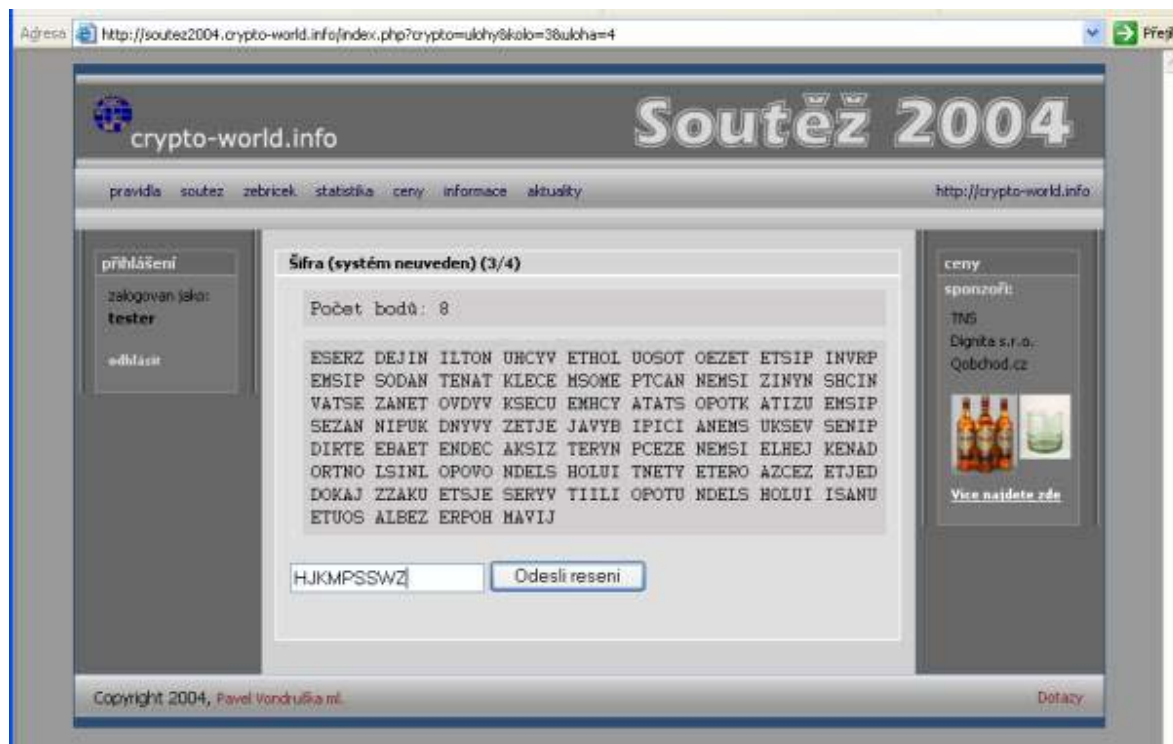 Adresa http://soutez2004.crypto-world.info/index.php?crypto=ulohy&kolo=3&uloha=4
crypto-world.info
Soutěž 2004
pravidla soutez zebricek statistika ceny informace aktuality http://crypto-world.info
přihlášení
zalogovan jako:
tester
odhlásit
Šifra (systém neuveden) (3/4)
Počet bodů: 8
ESERZ DEJIN ILTON UHCYV ETHOL UOSOT OEZET ETSIP INVRP
EMSIP SODAN TENAT KLECE MSOME PTCAN NEMSI ZINYN SHCIN
VATSE ZANET OVDYV KSECU EMHCY ATATS OPOTK ATIZU EMSIP
SEZAN NIPUK DNYVY ZETJE JAVYB IPICI ANEMS UKSEV SENIP
DIRTE EBAET ENDEC AKSIZ TERYN PCEZE NEMSI ELHEJ KENAD
ORTNO LSINL OPOVO NDELS HOLUI TNETY ETERO AZCEZ ETJED
DOKAJ ZZAKU ETSJE SERYV TIILI OPOTU NDELS HOLUI ISANU
ETUOS ALBEZ ERPOH MAVIJ
HJKMPSSWZ
Odesli reseni
ceny
sponzoři:
TNS
Dignita s.r.o.
Qobchod.cz
Více najdete zde
Copyright 2004, Pavel Vondruška ml.
Dotazy